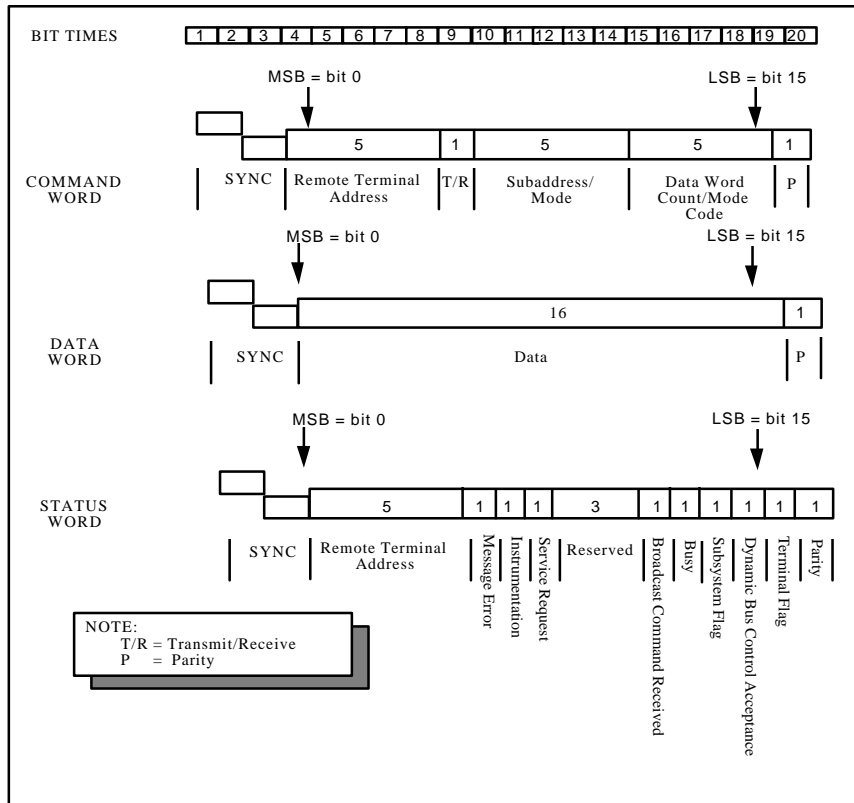 BIT TIMES 1 2 3 4 5 6 7 8 9 10 11 12 13 14 15 16 17 18 19 20
MSB = bit 0 LSB = bit 15
5 1 5 5 1
COMMAND
WORD
SYNC
Remote Terminal
Address
T/R
Subaddress/
Mode
Data Word
Count/Mode
Code
P
MSB = bit 0 LSB = bit 15
16 1
DATA
WORD
SYNC Data P
MSB = bit 0 LSB = bit 15
5 1 1 1 3 1 1 1 1 1 1
STATUS
WORD
SYNC
Remote Terminal
Address
Message Error
Instrumentation
Service Request
Reserved
Broadcast Command Received
Busy
Subsystem Flag
Dynamic Bus Control Acceptance
Terminal Flag
Parity
NOTE:
T/R = Transmit/Receive
P = Parity